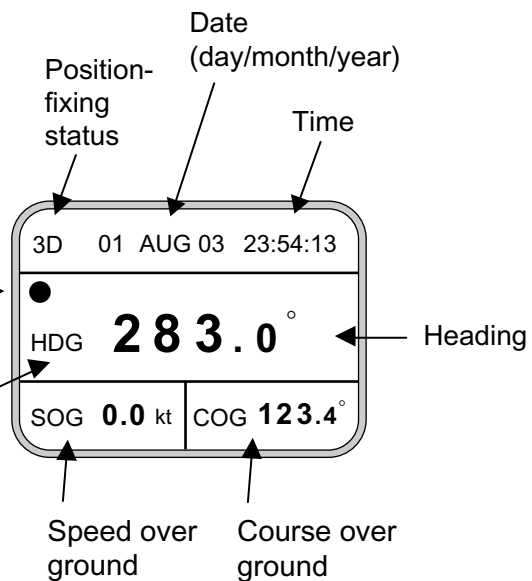 Date
(day/month/year)
Position-
fixing
status
Time
3D 01 AUG 03 23:54:13
HDG 283.0°
Heading
SOG 0.0 kt COG 123.4°
Speed over
ground
Course over
ground